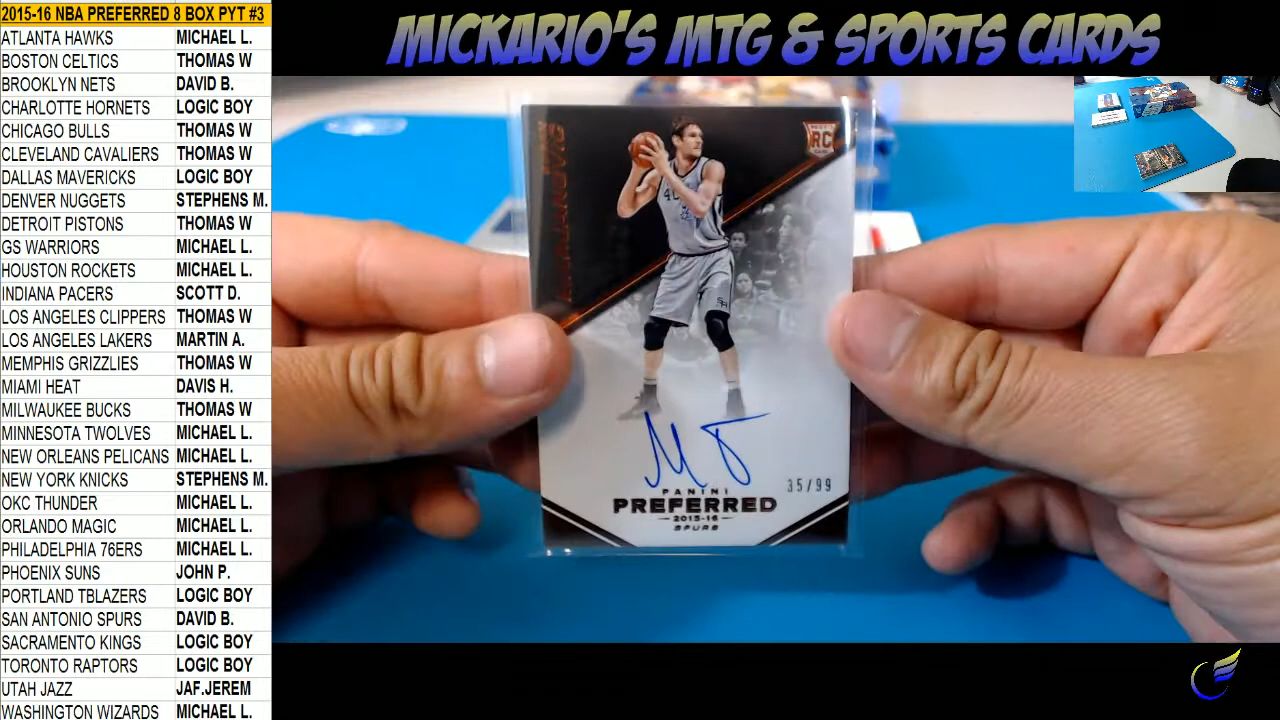 2015-16 NBA PREFERRED 8 BOX PYT #3
ATLANTA HAWKS MICHAEL L.
BOSTON CELTICS THOMAS W
BROOKLYN NETS DAVID B.
CHARLOTTE HORNETS LOGIC BOY
CHICAGO BULLS THOMAS W
CLEVELAND CAVALIERS THOMAS W
DALLAS MAVERICKS LOGIC BOY
DENVER NUGGETS STEPHENS M.
DETROIT PISTONS THOMAS W
GS WARRIORS MICHAEL L.
HOUSTON ROCKETS MICHAEL L.
INDIANA PACERS SCOTT D.
LOS ANGELES CLIPPERS THOMAS W
LOS ANGELES LAKERS MARTIN A.
MEMPHIS GRIZZLIES THOMAS W
MIAMI HEAT DAVIS H.
MILWAUKEE BUCKS THOMAS W
MINNESOTA TWOLVES MICHAEL L.
NEW ORLEANS PELICANS MICHAEL L.
NEW YORK KNICKS STEPHENS M.
OKC THUNDER MICHAEL L.
ORLANDO MAGIC MICHAEL L.
PHILADELPHIA 76ERS MICHAEL L.
PHOENIX SUNS JOHN P.
PORTLAND TBLAZERS LOGIC BOY
SAN ANTONIO SPURS DAVID B.
SACRAMENTO KINGS LOGIC BOY
TORONTO RAPTORS LOGIC BOY
UTAH JAZZ JAF.JEREM
WASHINGTON WIZARDS MICHAEL L.
MICKARIO'S MTG & SPORTS CARDS
RC
35/99
PANINI
PREFERRED
2015-16
SPURS